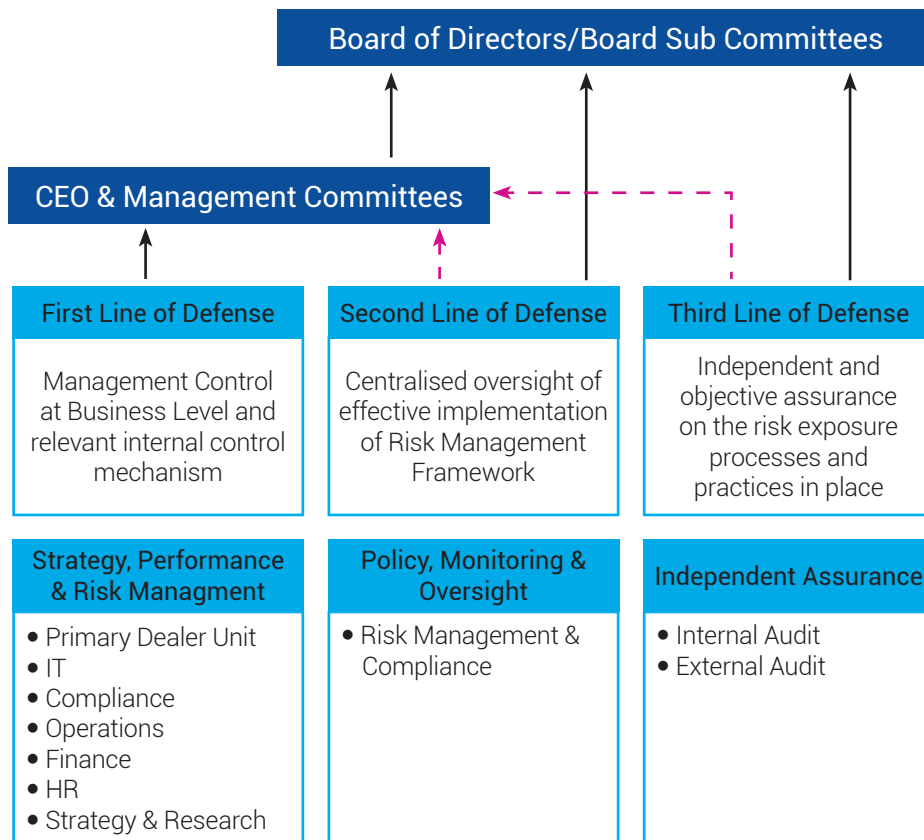 Board of Directors/Board Sub Committees
CEO & Management Committees
First Line of Defense
Management Control
at Business Level and
relevant internal control
mechanism
Second Line of Defense
Centralised oversight of
effective implementation
of Risk Management
Framework
Third Line of Defense
Independent and
objective assurance
on the risk exposure
processes and
practices in place
Strategy, Performance
& Risk Managment
• Primary Dealer Unit
• IT
• Compliance
• Operations
• Finance
• HR
• Strategy & Research
Policy, Monitoring &
Oversight
• Risk Management &
Compliance
Independent Assurance
• Internal Audit
• External Audit